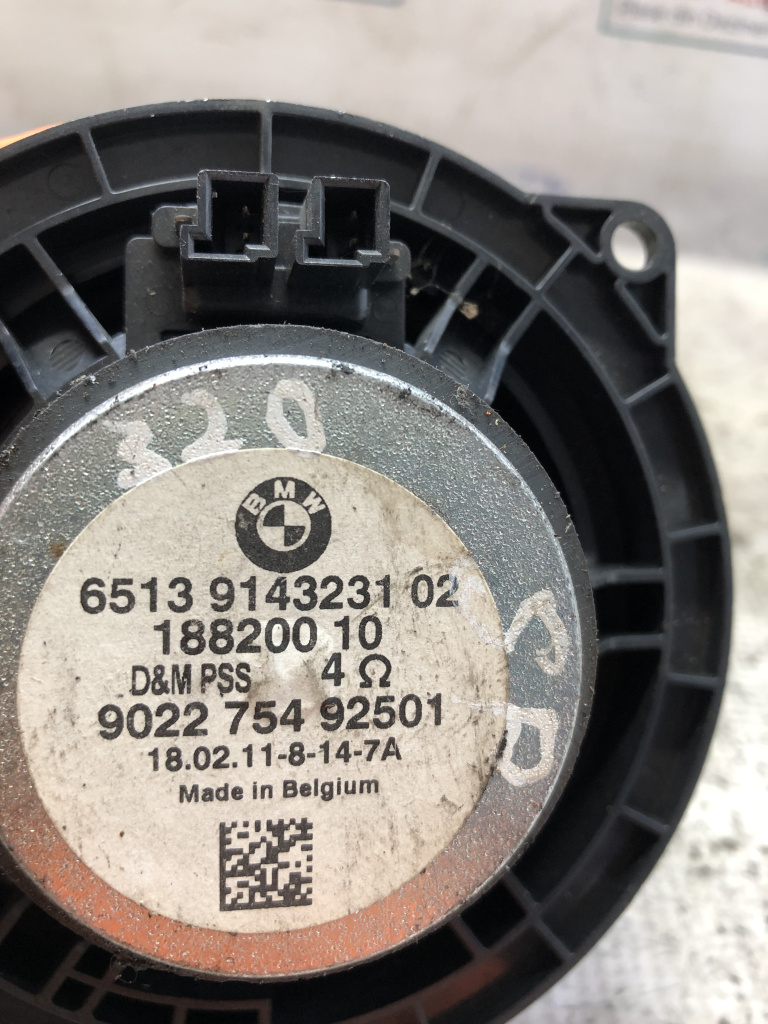 320
BMW
6513 9143231 02
188200 10
D&M PSS 4 Ω
9022 754 92501
18.02.11-8-14-7A
Made in Belgium